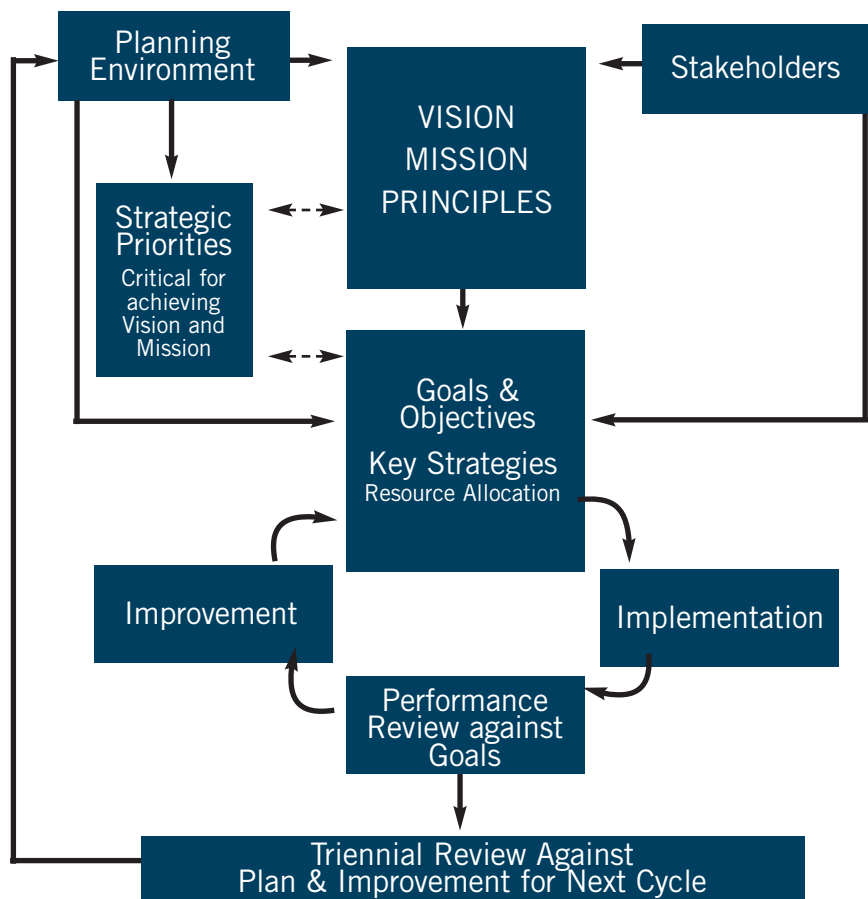 Planning
Environment
Stakeholders
VISION
MISSION
PRINCIPLES
Strategic
Priorities
Critical for
achieving
Vision and
Mission
Goals &
Objectives
Key Strategies
Resource Allocation
Improvement
Implementation
Performance
Review against
Goals
Triennial Review Against
Plan & Improvement for Next Cycle